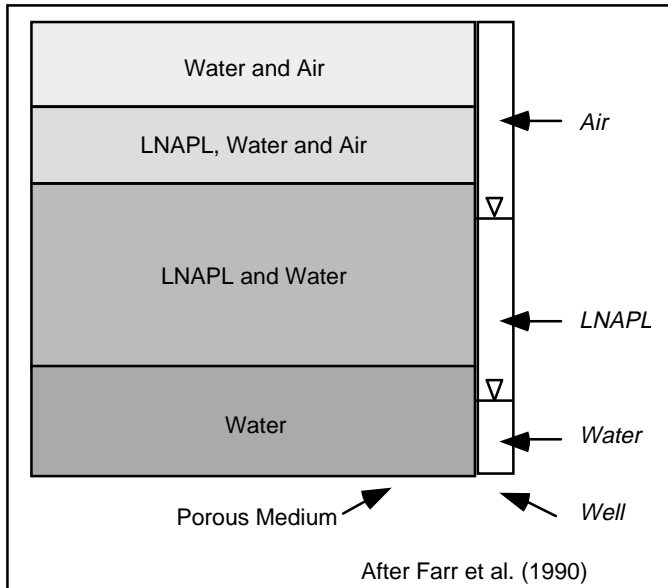 Water and Air
Air
LNAPL, Water and Air
LNAPL and Water
LNAPL
Water
Water
Porous Medium
Well
After Farr et al. (1990)